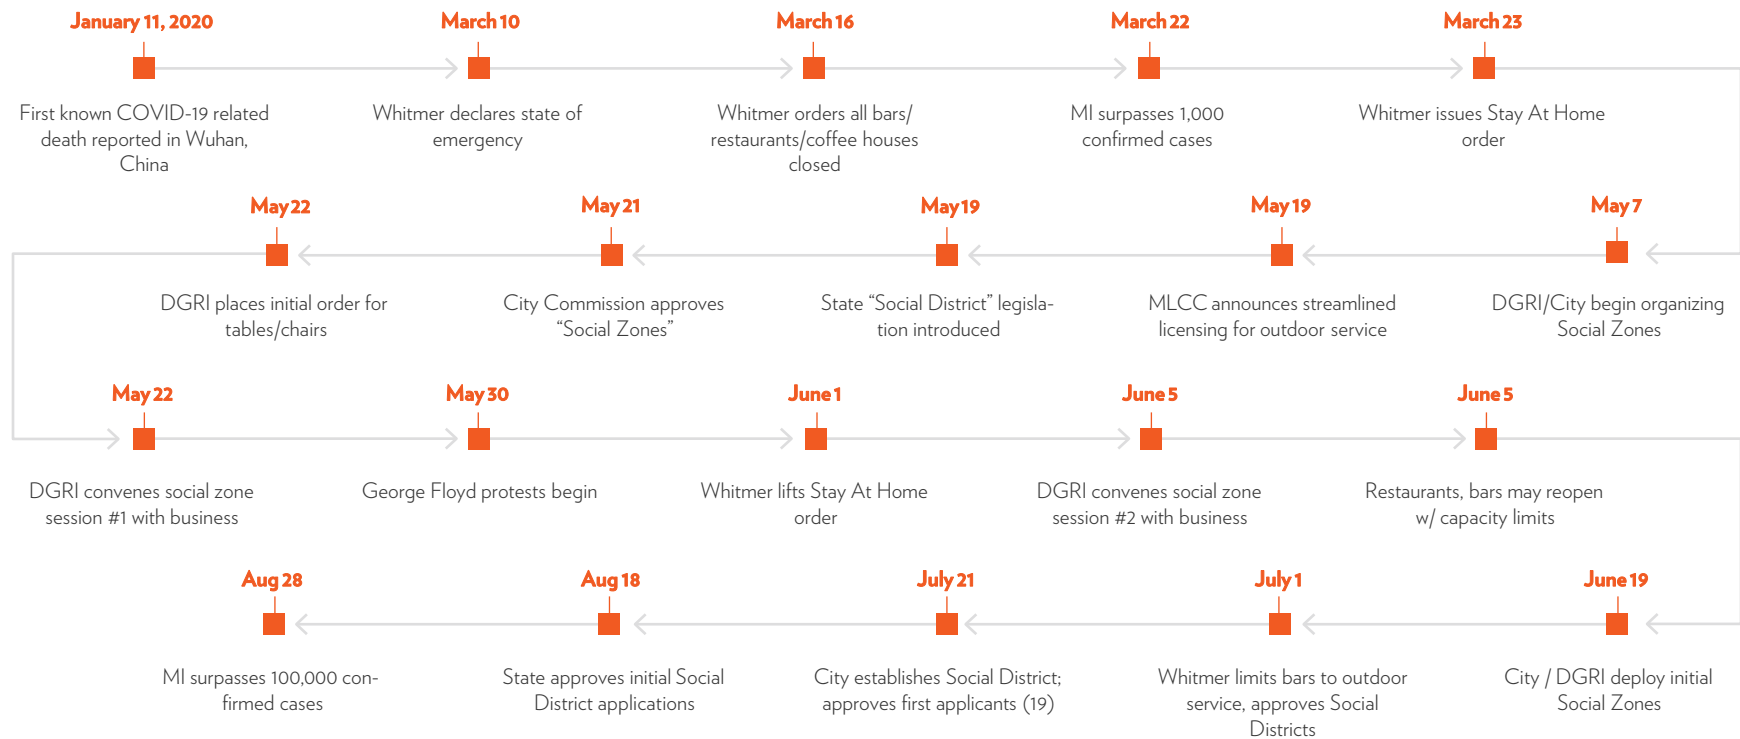 January 11, 2020
First known COVID-19 related
death reported in Wuhan,
China
March 10
Whitmer declares state of
emergency
March 16
Whitmer orders all bars/
restaurants/coffee houses
closed
March 22
MI surpasses 1,000
confirmed cases
March 23
Whitmer issues Stay At Home
order
May 7
DGRI/City begin organizing
Social Zones
May 19
MLCC announces streamlined
licensing for outdoor service
May 19
State “Social District” legisla-
tion introduced
May 21
City Commission approves
“Social Zones”
May 22
DGRI places initial order for
tables/chairs
May 22
DGRI convenes social zone
session #1 with business
May 30
George Floyd protests begin
June 1
Whitmer lifts Stay At Home
order
June 5
DGRI convenes social zone
session #2 with business
June 5
Restaurants, bars may reopen
w/ capacity limits
June 19
City / DGRI deploy initial
Social Zones
July 1
Whitmer limits bars to outdoor
service, approves Social
Districts
July 21
City establishes Social District;
approves first applicants (19)
Aug 18
State approves initial Social
District applications
Aug 28
MI surpasses 100,000 con-
firmed cases